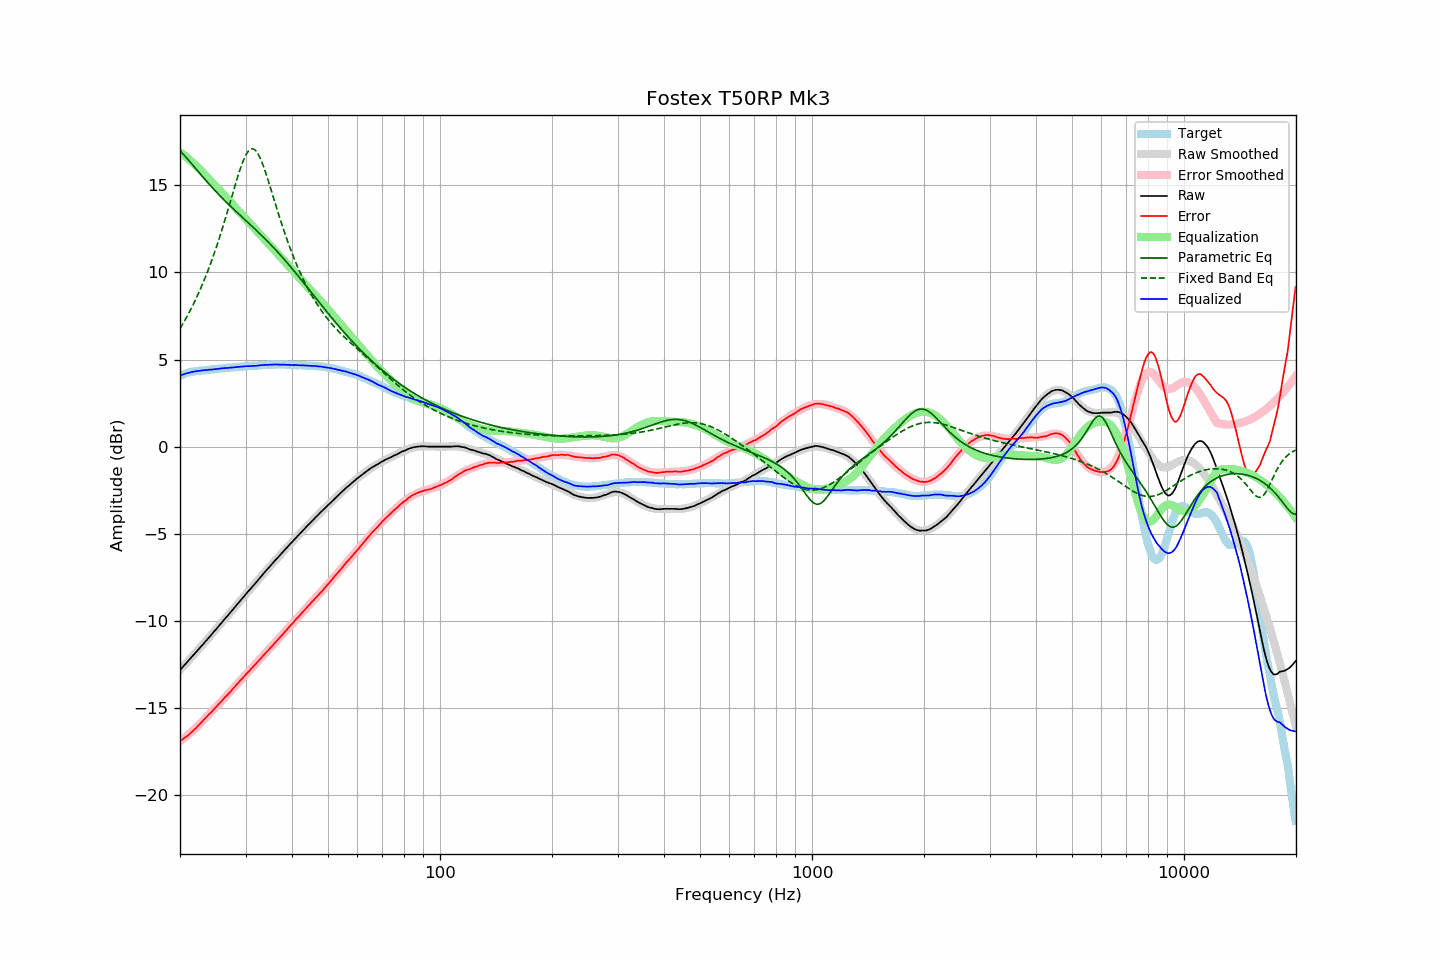 Fostex T50RP Mk3
Amplitude (dBr)
15
10
5
0
−5
−10
−15
−20
100
1000
10000
Frequency (Hz)
Target
Raw Smoothed
Error Smoothed
Raw
Error
Equalization
Parametric Eq
Fixed Band Eq
Equalized